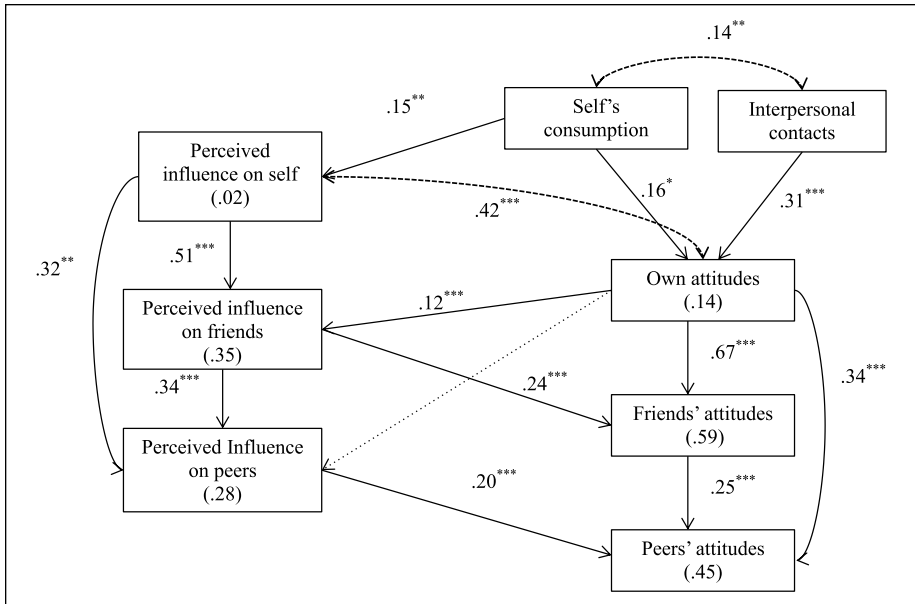 .14**
Self's
consumption
Interpersonal
contacts
.15**
Perceived
influence on self
(.02)
.16*
.31***
.42***
.32**
.51***
Own attitudes
(.14)
Perceived influence
on friends
(.35)
.12***
.67***
.34***
.34***
.24***
Friends' attitudes
(.59)
Perceived Influence
on peers
(.28)
.20***
.25***
Peers' attitudes
(.45)